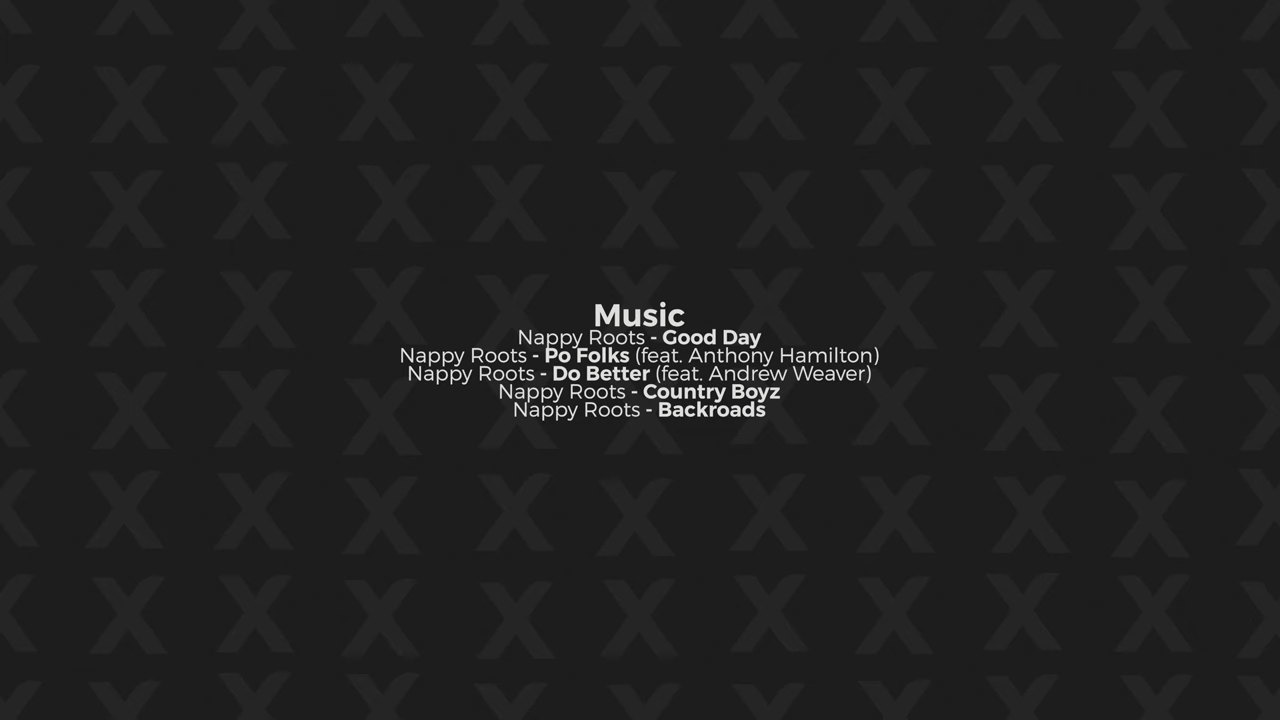 Music
Nappy Roots - Good Day
Nappy Roots - Po Folks (feat. Anthony Hamilton)
Nappy Roots - Do Better (feat. Andrew Weaver)
Nappy Roots - Country Boyz
Nappy Roots - Backroads